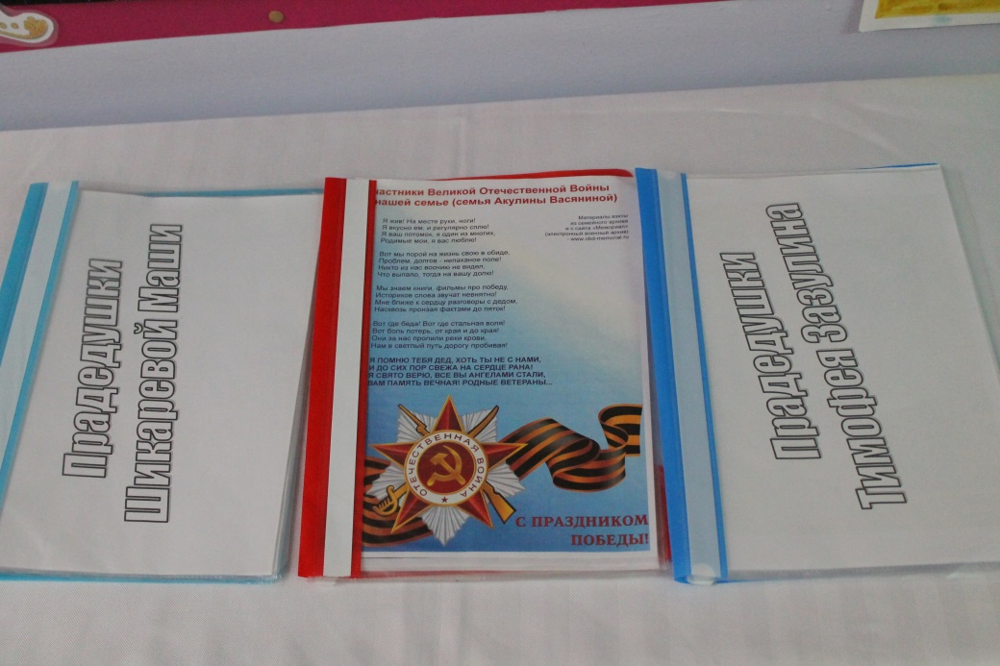 Прадедушки
Шикаревой Маши
частники Великой Отечественной Войны
нашей семье (семья Акулины Васяниной)
Материалы взяты
из семейного архива
и с сайта «Мемориал»
(электронный военный архив)
www.obd-memorial.ru
Я жив! На месте руки, ноги!
Я вкусно ем, и регулярно сплю!
Я ваш потомок, я один из многих,
Родимые мои, я вас люблю!
Вот мы порой на жизнь свою в обиде,
Проблем, долгов - непаханое поле!
Никто из нас воочию не видел,
Что выпало, тогда на вашу долю!
Мы знаем книги, фильмы про победу,
Историков слова звучат невнятно!
Мне ближе к сердцу разговоры с дедом,
Насквозь пронзая фактами до пяток!
Вот где беда! Вот где стальная воля!
Вот боль потерь, от края и до края!
Они за нас пролили реки крови,
Нам в светлый путь дорогу пробивая!
Я ПОМНЮ ТЕБЯ ДЕД, ХОТЬ ТЫ НЕ С НАМИ,
И ДО СИХ ПОР СВЕЖА НА СЕРДЦЕ РАНА!
Я СВЯТО ВЕРЮ, ВСЕ ВЫ АНГЕЛАМИ СТАЛИ,
ВАМ ПАМЯТЬ ВЕЧНАЯ! РОДНЫЕ ВЕТЕРАНЫ...
ОТЕЧЕСТВЕННАЯ ВОЙНА
С ПРАЗДНИКОМ
ПОБЕДЫ!
Прадедушки
Тимофея Зазулина